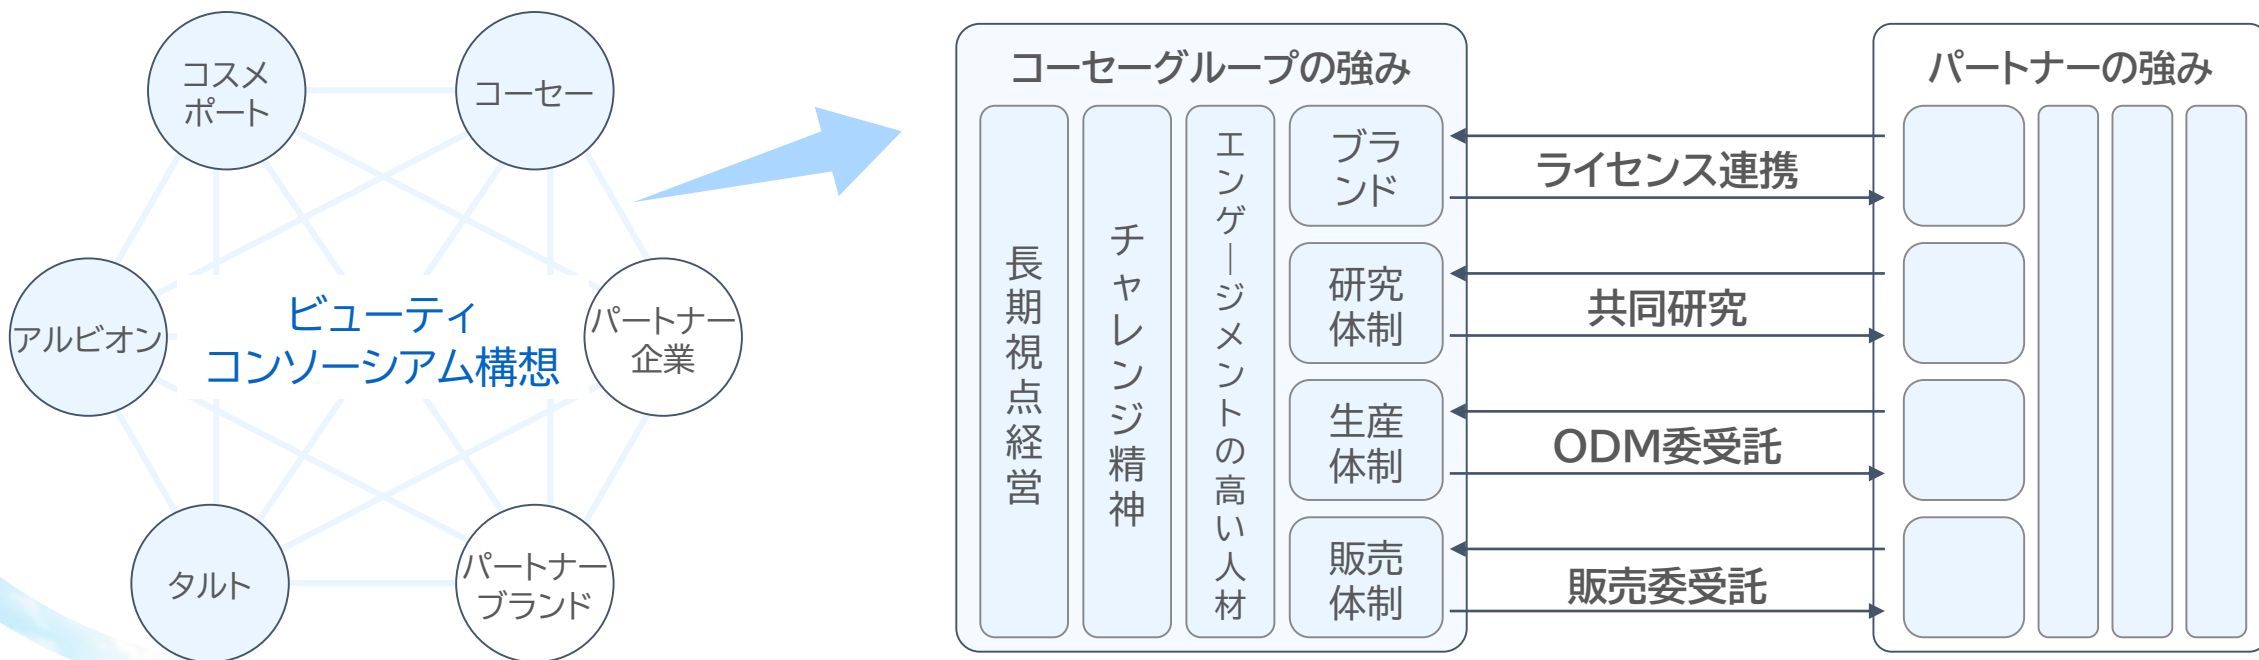 コスメ
ポート
コーセー
アルビオン
ビューティ
コンソーシアム構想
パートナー
企業
タルト
パートナー
ブランド
コーセーグループの強み
長期視点経営
チャレンジ精神
エンゲージメントの高い人材
ブラ
ンド
研究
体制
生産
体制
販売
体制
ライセンス連携
共同研究
ODM委受託
販売委受託
パートナーの強み